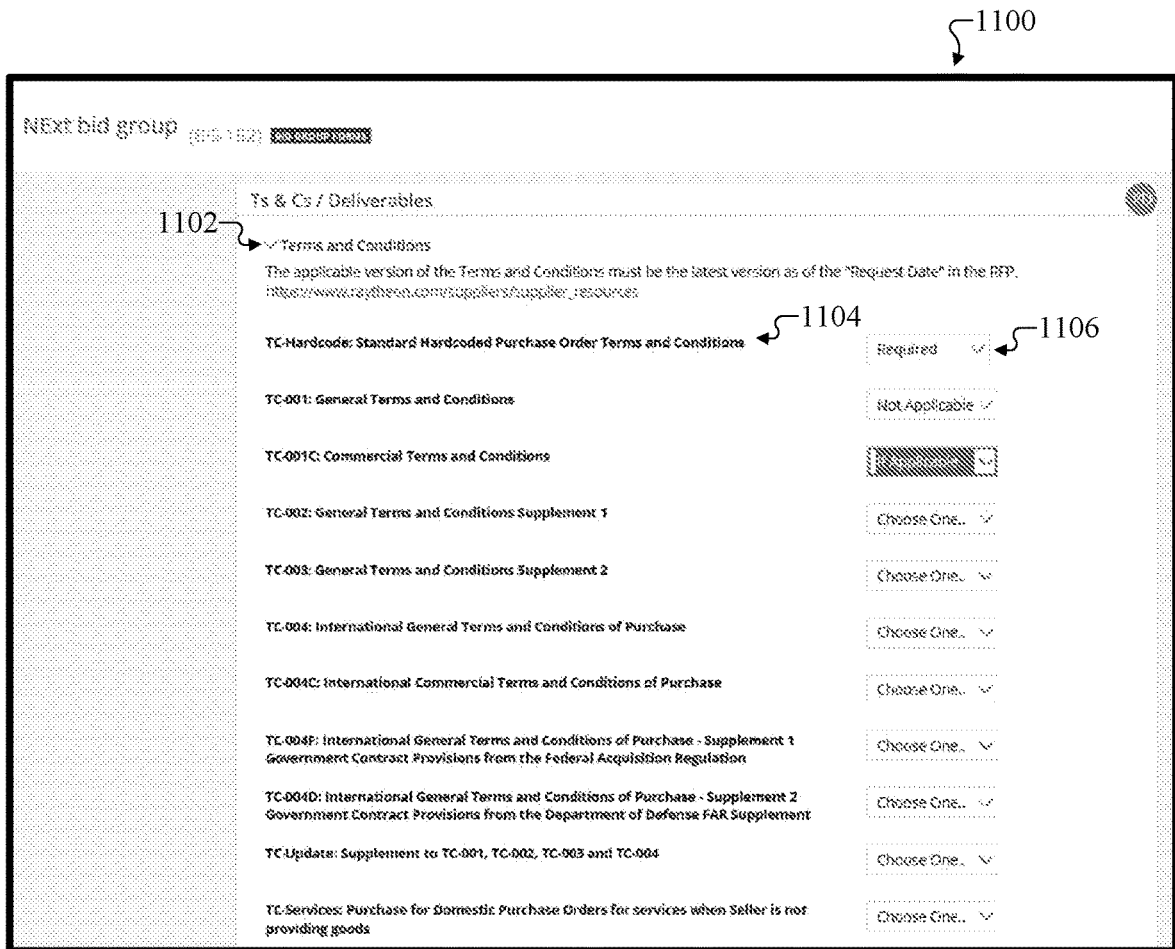 1100
NExt bid group
Ts & Cs / Deliverables
1102
Terms and Conditions
The applicable version of the Terms and Conditions must be the latest version as of the "Request Date" in the RFP.
https://www.raytheon.com/suppliers/supplier_resources
1104
1106
TC-Hardcode: Standard Hardcoded Purchase Order Terms and Conditions
Required
TC-001: General Terms and Conditions
Not Applicable
TC-001C: Commercial Terms and Conditions
TC-002: General Terms and Conditions Supplement 1
Choose One..
TC-003: General Terms and Conditions Supplement 2
Choose One..
TC-004: International General Terms and Conditions of Purchase
Choose One..
TC-004C: International Commercial Terms and Conditions of Purchase
Choose One..
TC-004F: International General Terms and Conditions of Purchase - Supplement 1
Government Contract Provisions from the Federal Acquisition Regulation
Choose One..
TC-004D: International General Terms and Conditions of Purchase - Supplement 2
Government Contract Provisions from the Department of Defense FAR Supplement
Choose One..
TC-Update: Supplement to TC-001, TC-002, TC-003 and TC-004
Choose One..
TC-Services: Purchase for Domestic Purchase Orders for services when Seller is not
providing goods
Choose One..